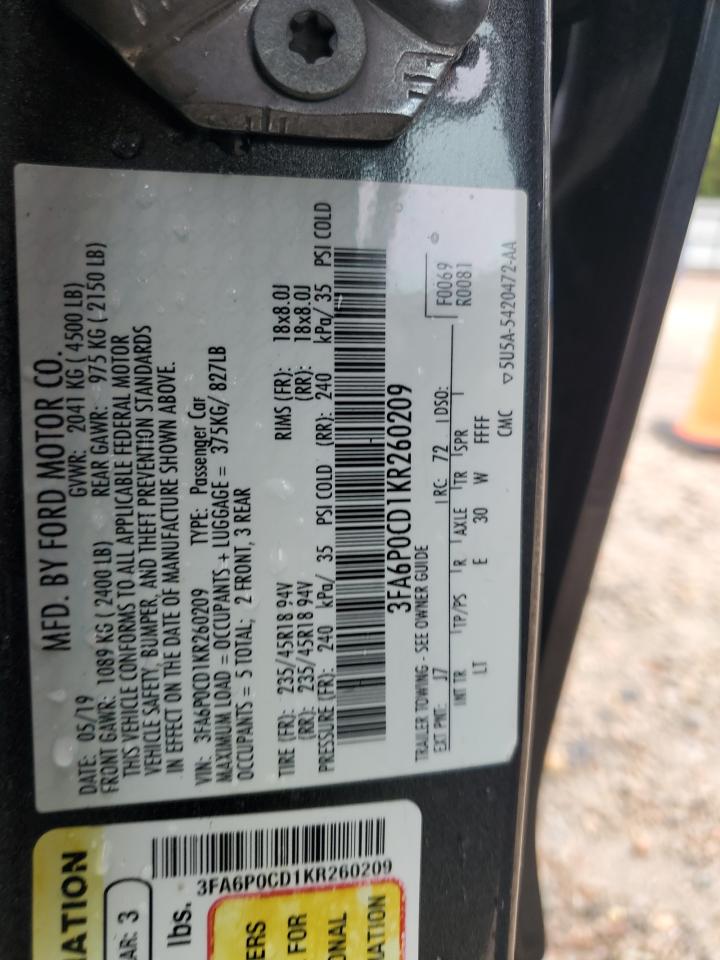 MFD. BY FORD MOTOR CO.
DATE: 05/19 GVWR: 2041 KG ( 4500 LB)
FRONT GAWR: 1089 KG ( 2400 LB) REAR GAWR: 975 KG ( 2150 LB)
THIS VEHICLE CONFORMS TO ALL APPLICABLE FEDERAL MOTOR
VEHICLE SAFETY, BUMPER, AND THEFT PREVENTION STANDARDS
IN EFFECT ON THE DATE OF MANUFACTURE SHOWN ABOVE.
VIN: 3FA6P0CD1KR260209 TYPE: Passenger Car
MAXIMUM LOAD = OCCUPANTS + LUGGAGE = 375KG/ 827LB
OCCUPANTS = 5 TOTAL; 2 FRONT, 3 REAR
TIRE (FR): 235/45R18 94V RIMS (FR): 18x8.0J
(RR): 235/45R18 94V (RR): 18x8.0J
PRESSURE (FR): 240 kPa/ 35 PSI COLD (RR): 240 kPa/ 35 PSI COLD
3FA6P0CD1KR260209
F0069
R0081
TRAILER TOWING - SEE OWNER GUIDE
EXT PNT: J7 RC: 72 DSO:
INT TR TP/PS R AXLE TR SPR
LT E 30 W FFFF
CMC ▽5U5A-5420472-AA
MATION
AR: 3
3FA6P0CD1KR260209
lbs.
ERS
FOR
ONAL
MATION